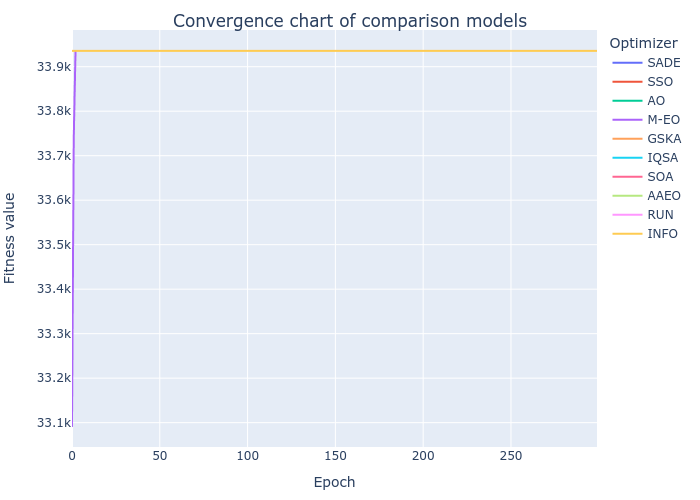 Convergence chart of comparison models
Fitness value
33.9k
33.8k
33.7k
33.6k
33.5k
33.4k
33.3k
33.2k
33.1k
0 50 100 150 200 250
Epoch
Optimizer
SADE
SSO
AO
M-EO
GSKA
IQSA
SOA
AAEO
RUN
INFO